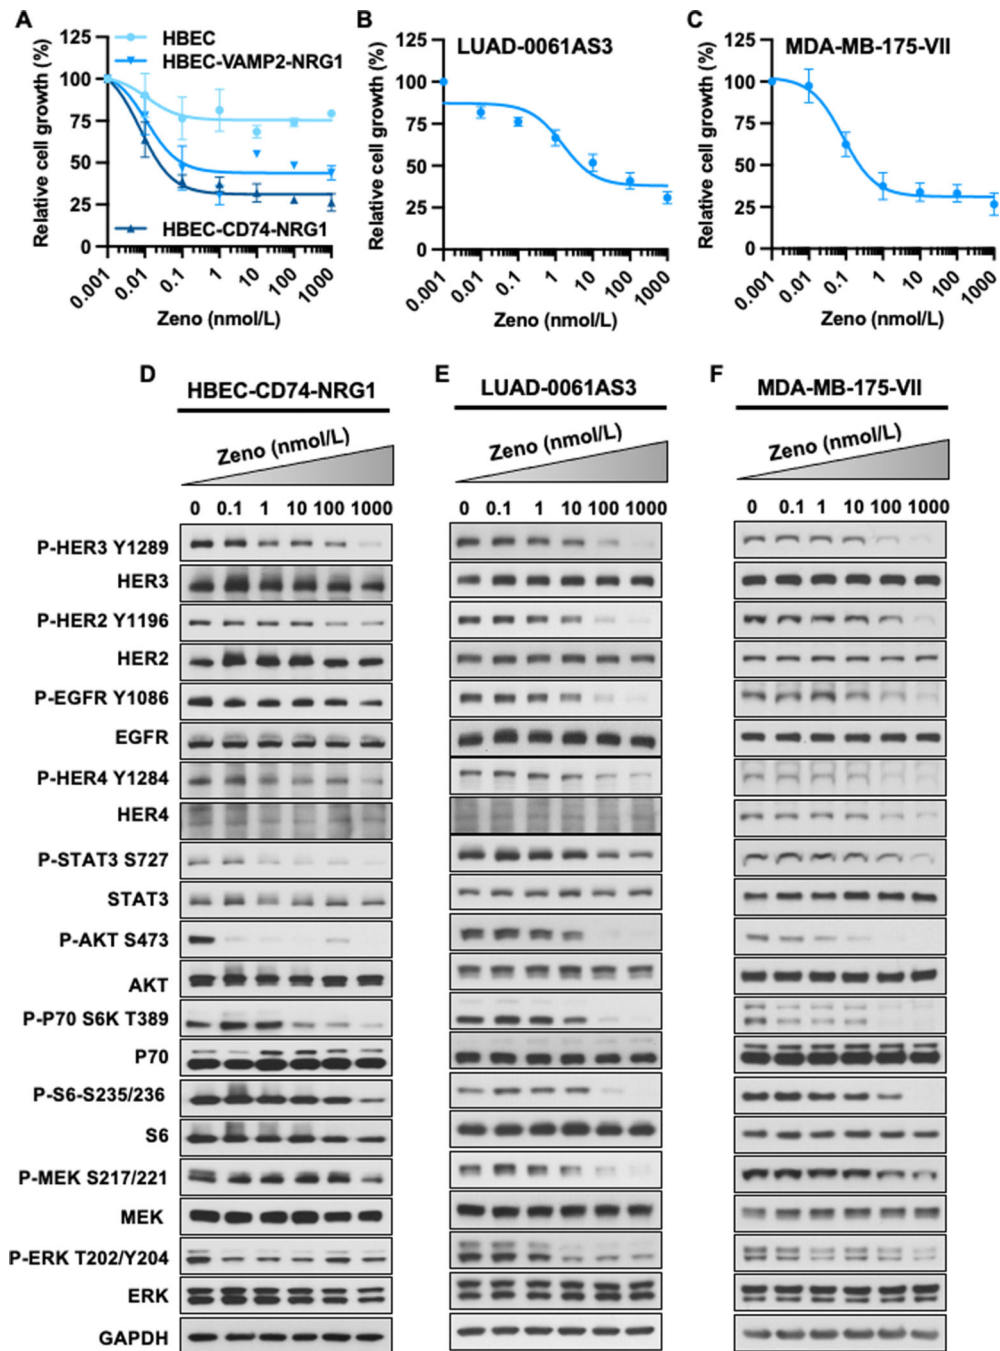 A
125
100
75
50
25
0
Relative cell growth (%)
HBEC
HBEC-VAMP2-NRG1
HBEC-CD74-NRG1
0.001
0.01
0.1
1
10
100
1000
Zeno (nmol/L)
B
LUAD-0061AS3
125
100
75
50
25
0
Relative cell growth (%)
0.001
0.01
0.1
1
10
100
1000
Zeno (nmol/L)
C
MDA-MB-175-VII
125
100
75
50
25
0
Relative cell growth (%)
0.001
0.01
0.1
1
10
100
1000
Zeno (nmol/L)
D
HBEC-CD74-NRG1
Zeno (nmol/L)
0 0.1 1 10 100 1000
E
LUAD-0061AS3
Zeno (nmol/L)
0 0.1 1 10 100 1000
F
MDA-MB-175-VII
Zeno (nmol/L)
0 0.1 1 10 100 1000
P-HER3 Y1289
HER3
P-HER2 Y1196
HER2
P-EGFR Y1086
EGFR
P-HER4 Y1284
HER4
P-STAT3 S727
STAT3
P-AKT S473
AKT
P-P70 S6K T389
P70
P-S6-S235/236
S6
P-MEK S217/221
MEK
P-ERK T202/Y204
ERK
GAPDH